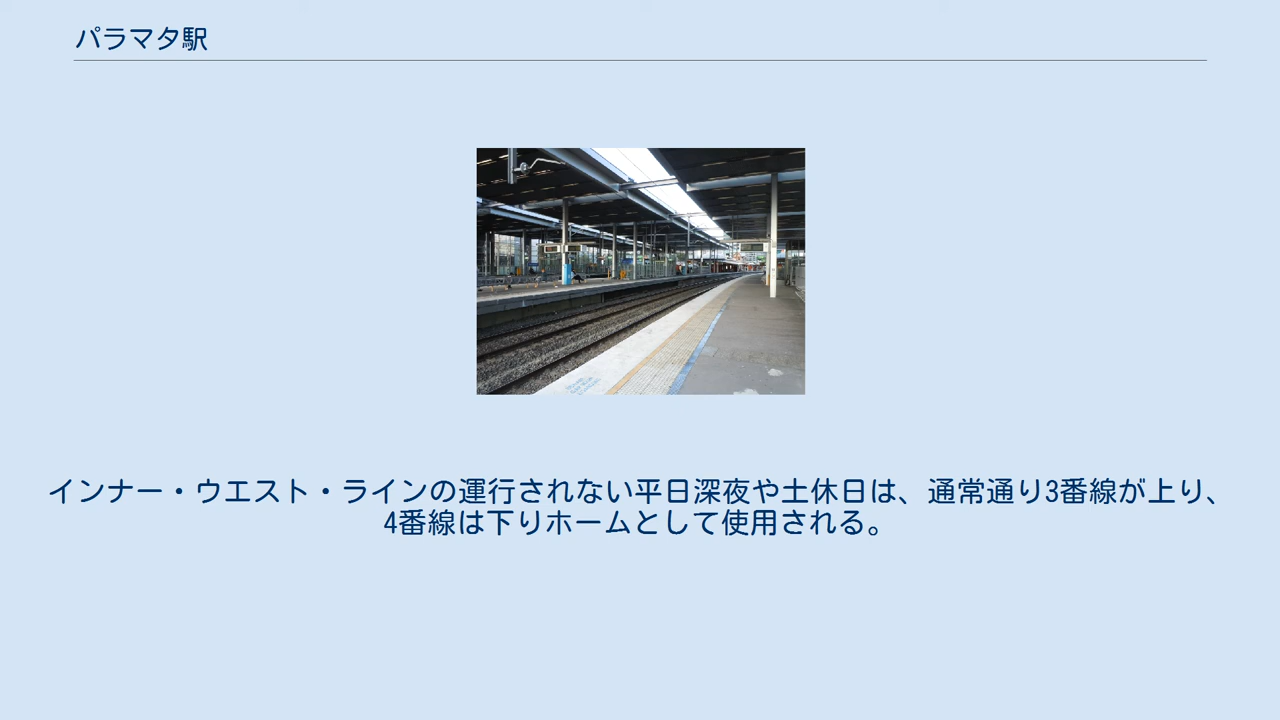 パラマタ駅
インナー・ウエスト・ラインの運行されない平日深夜や土休日は、通常通り3番線が上り、
4番線は下りホームとして使用される。